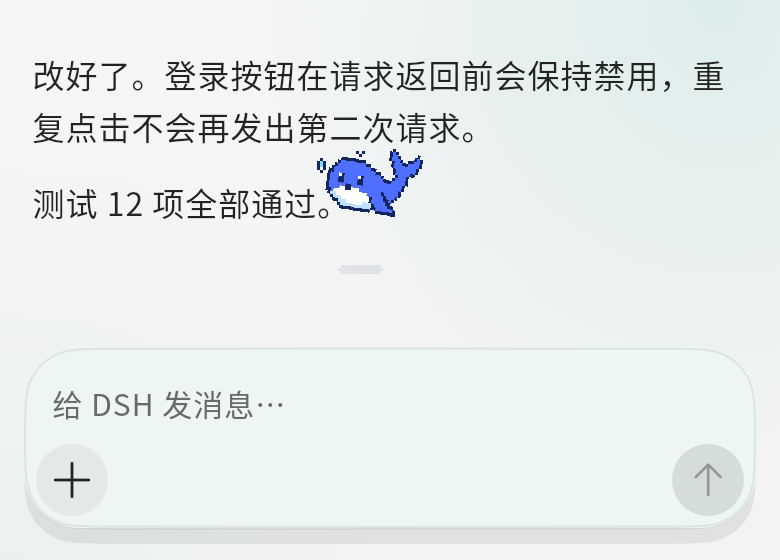 改好了。登录按钮在请求返回前会保持禁用，重
复点击不会再发出第二次请求。
测试 12 项全部通过。
给 DSH 发消息…